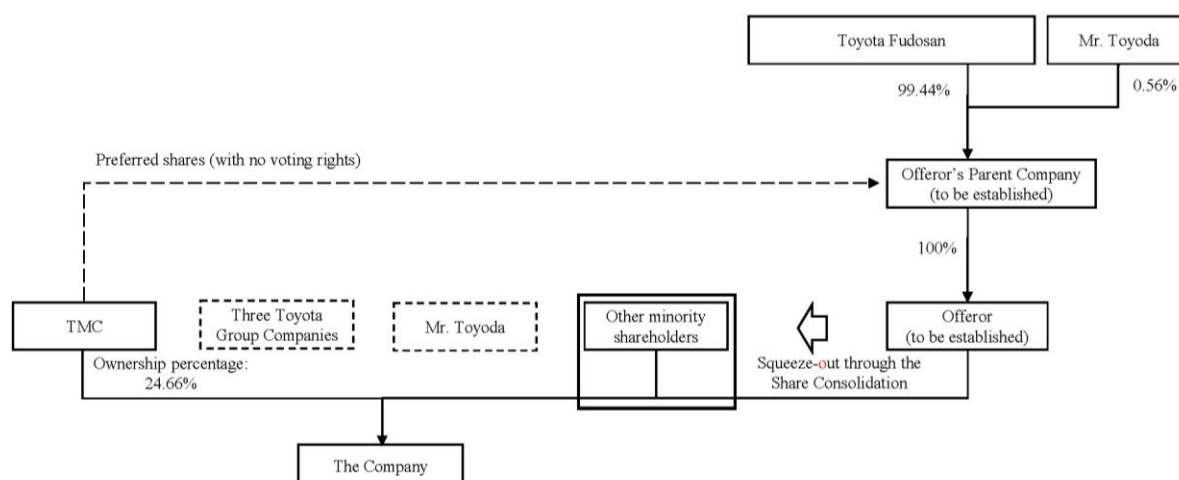 Toyota Fudosan
Mr. Toyoda
99.44%
0.56%
Preferred shares (with no voting rights)
Offeror's Parent Company
(to be established)
100%
TMC
Three Toyota
Group Companies
Mr. Toyoda
Other minority
shareholders
Offeror
(to be established)
Ownership percentage:
24.66%
Squeeze-out through the
Share Consolidation
The Company